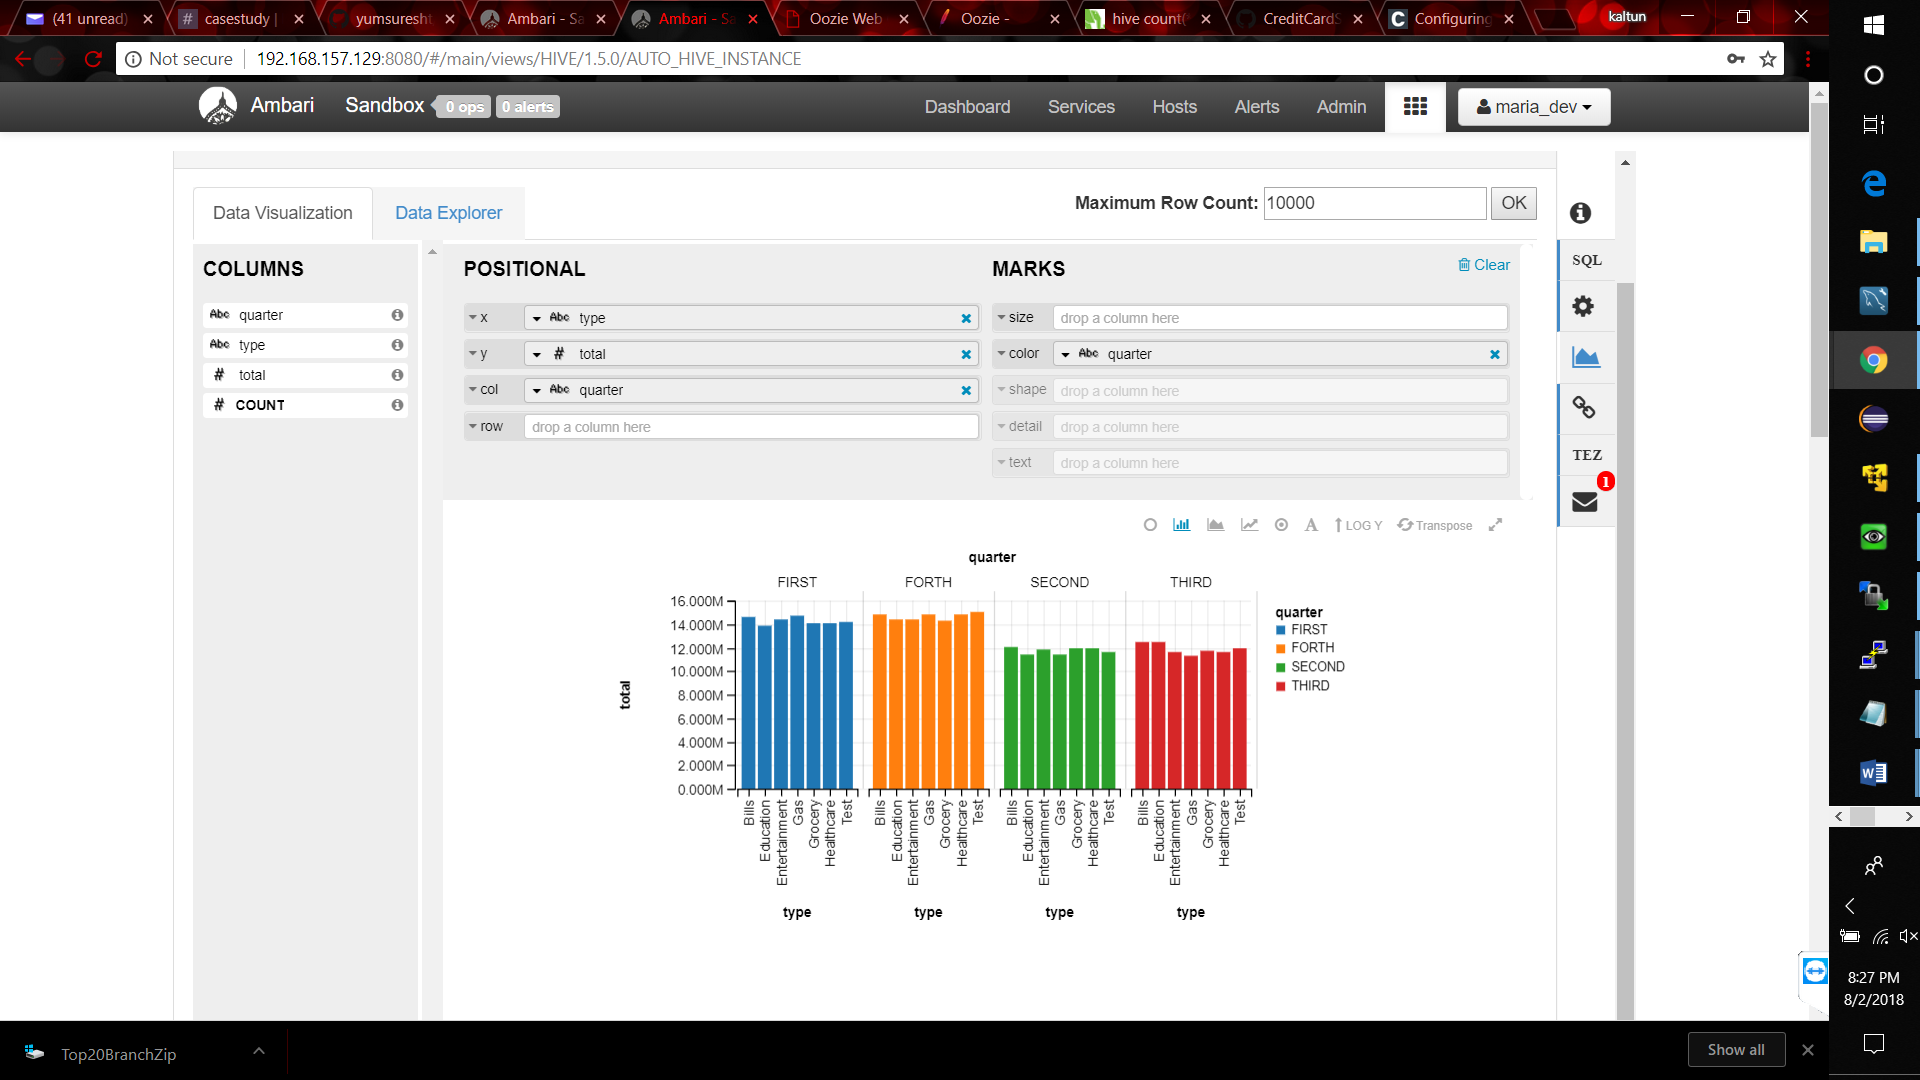 (41 unread)
casestudy |
yumsuresht
Ambari - Sa
Ambari - Sa
Oozie Web
Oozie -
hive count(
CreditCardS
Configuring
kaltun
Not secure
192.168.157.129:8080/#/main/views/HIVE/1.5.0/AUTO_HIVE_INSTANCE
Ambari Sandbox 0 ops 0 alerts Dashboard Services Hosts Alerts Admin maria_dev
Data Visualization Data Explorer
Maximum Row Count: 10000 OK
COLUMNS
Abc quarter
Abc type
# total
# COUNT
POSITIONAL
x Abc type
y # total
col Abc quarter
row drop a column here
MARKS
Clear
size drop a column here
color Abc quarter
shape drop a column here
detail drop a column here
text drop a column here
SQL
TEZ
1
A LOG Y Transpose
quarter
FIRST FORTH SECOND THIRD
total
16.000M
14.000M
12.000M
10.000M
8.000M
6.000M
4.000M
2.000M
0.000M
Bills Education Entertainment Gas Grocery Healthcare Test
Bills Education Entertainment Gas Grocery Healthcare Test
Bills Education Entertainment Gas Grocery Healthcare Test
Bills Education Entertainment Gas Grocery Healthcare Test
type type type type
quarter
FIRST
FORTH
SECOND
THIRD
8:27 PM
8/2/2018
Top20BranchZip
Show all